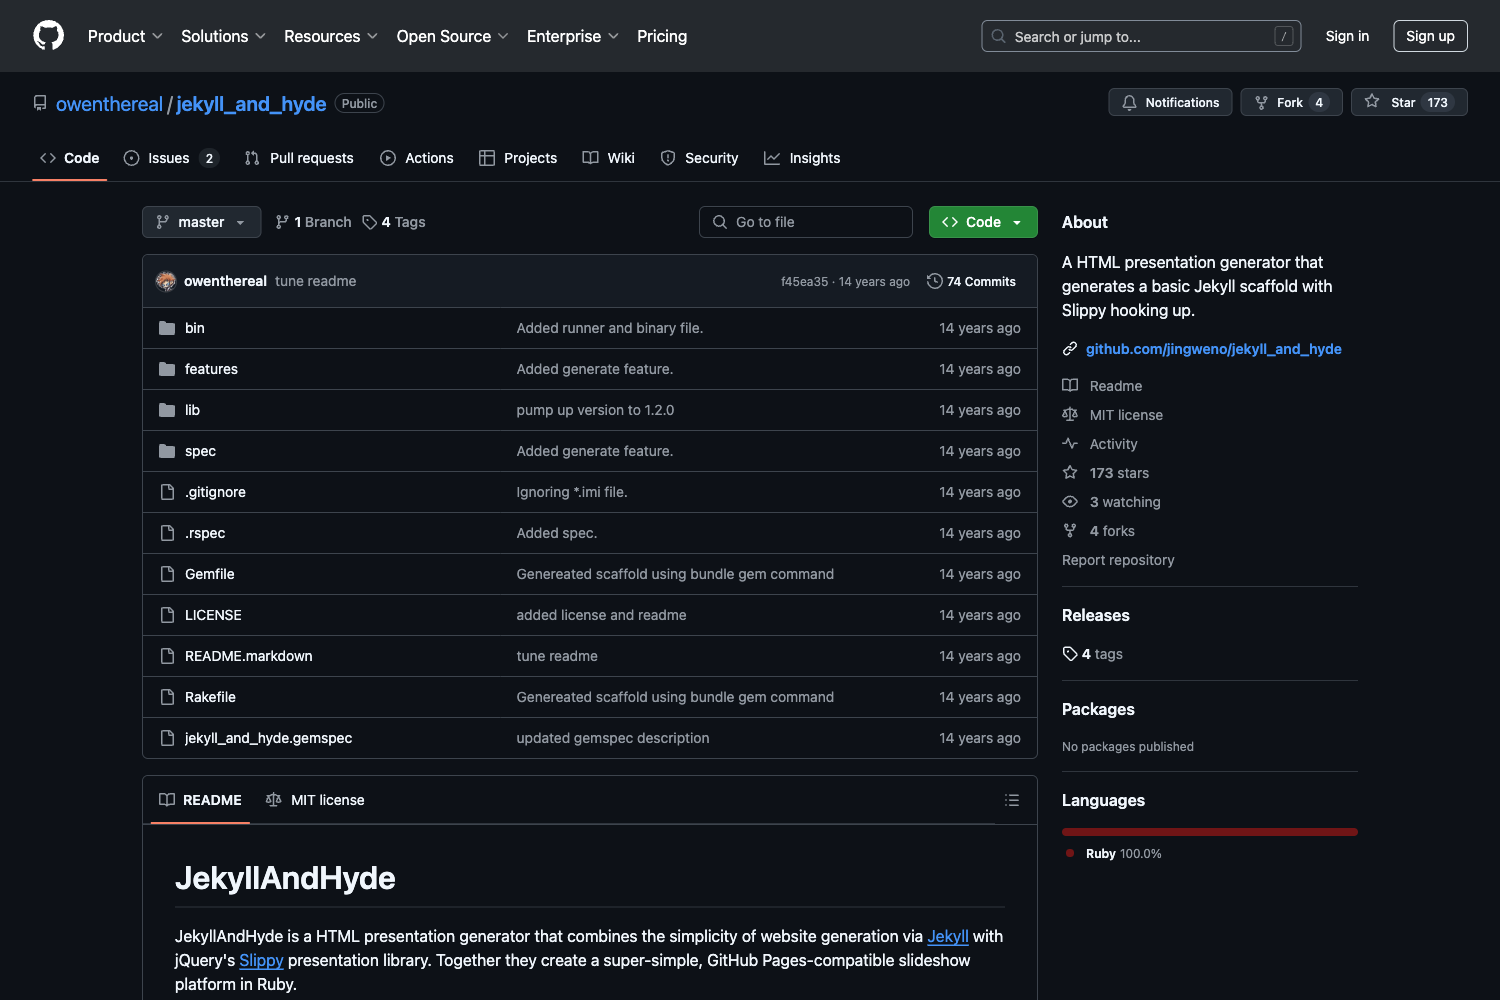 Product Solutions Resources Open Source Enterprise Pricing Search or jump to... / Sign in Sign up
owenthereal / jekyll_and_hyde Public Notifications Fork 4 Star 173
Code Issues 2 Pull requests Actions Projects Wiki Security Insights
master 1 Branch 4 Tags Go to file Code
owenthereal tune readme f45ea35 · 14 years ago 74 Commits
bin Added runner and binary file. 14 years ago
features Added generate feature. 14 years ago
lib pump up version to 1.2.0 14 years ago
spec Added generate feature. 14 years ago
.gitignore Ignoring *.imi file. 14 years ago
.rspec Added spec. 14 years ago
Gemfile Genereated scaffold using bundle gem command 14 years ago
LICENSE added license and readme 14 years ago
README.markdown tune readme 14 years ago
Rakefile Genereated scaffold using bundle gem command 14 years ago
jekyll_and_hyde.gemspec updated gemspec description 14 years ago
README MIT license
JekyllAndHyde
JekyllAndHyde is a HTML presentation generator that combines the simplicity of website generation via Jekyll with
jQuery's Slippy presentation library. Together they create a super-simple, GitHub Pages-compatible slideshow
platform in Ruby.
About
A HTML presentation generator that
generates a basic Jekyll scaffold with
Slippy hooking up.
github.com/jingweno/jekyll_and_hyde
Readme
MIT license
Activity
173 stars
3 watching
4 forks
Report repository
Releases
4 tags
Packages
No packages published
Languages
Ruby 100.0%